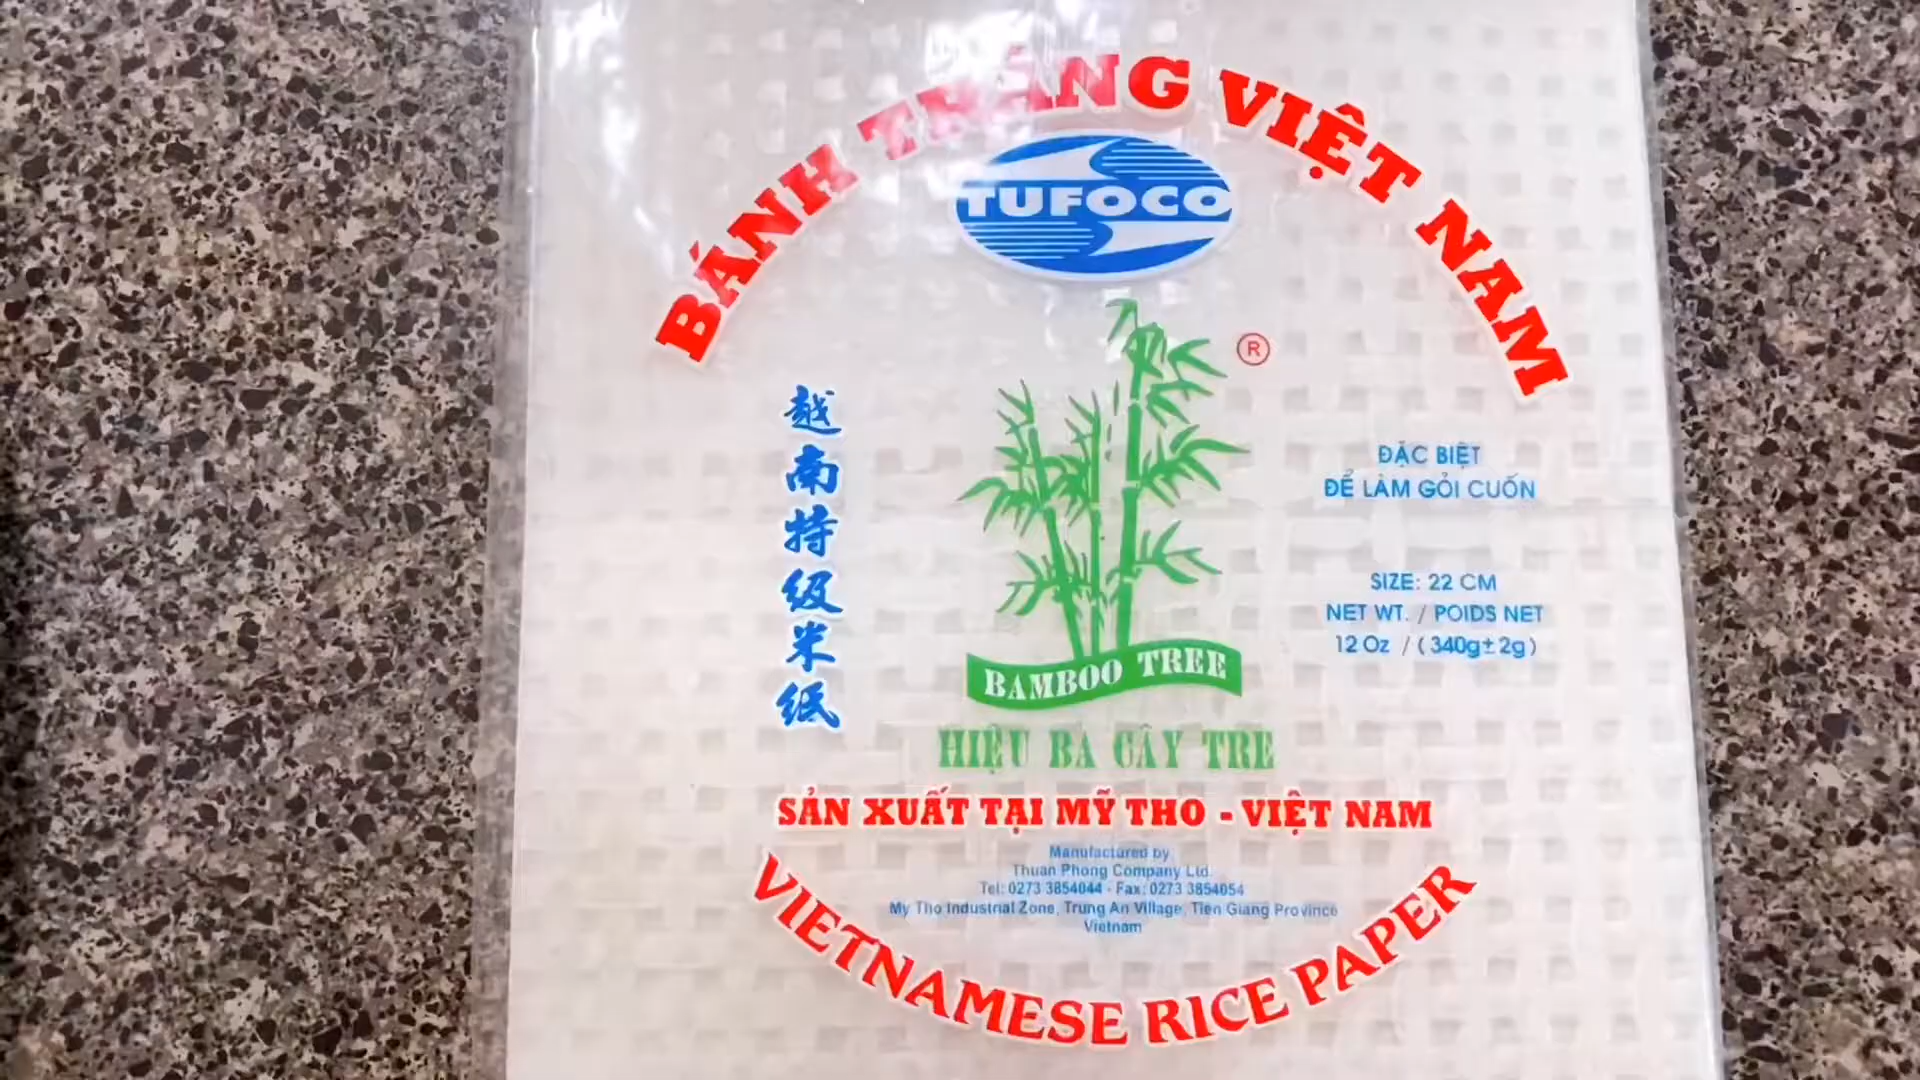 BÁNH TRÁNG VIỆT NAM
TUFOCO
®
越南特级米纸
ĐẶC BIỆT
ĐỂ LÀM GỎI CUỐN
SIZE: 22 CM
NET WT. / POIDS NET
12 Oz / ( 340g± 2g )
BAMBOO TREE
HIỆU BA CÂY TRE
SẢN XUẤT TẠI MỸ THO - VIỆT NAM
Manufactured by
Thuan Phong Company Ltd.
Tel: 0273 3854044 - Fax: 0273 3854054
My Tho Industrial Zone, Trung An Village, Tien Giang Province
Vietnam
VIETNAMESE RICE PAPER